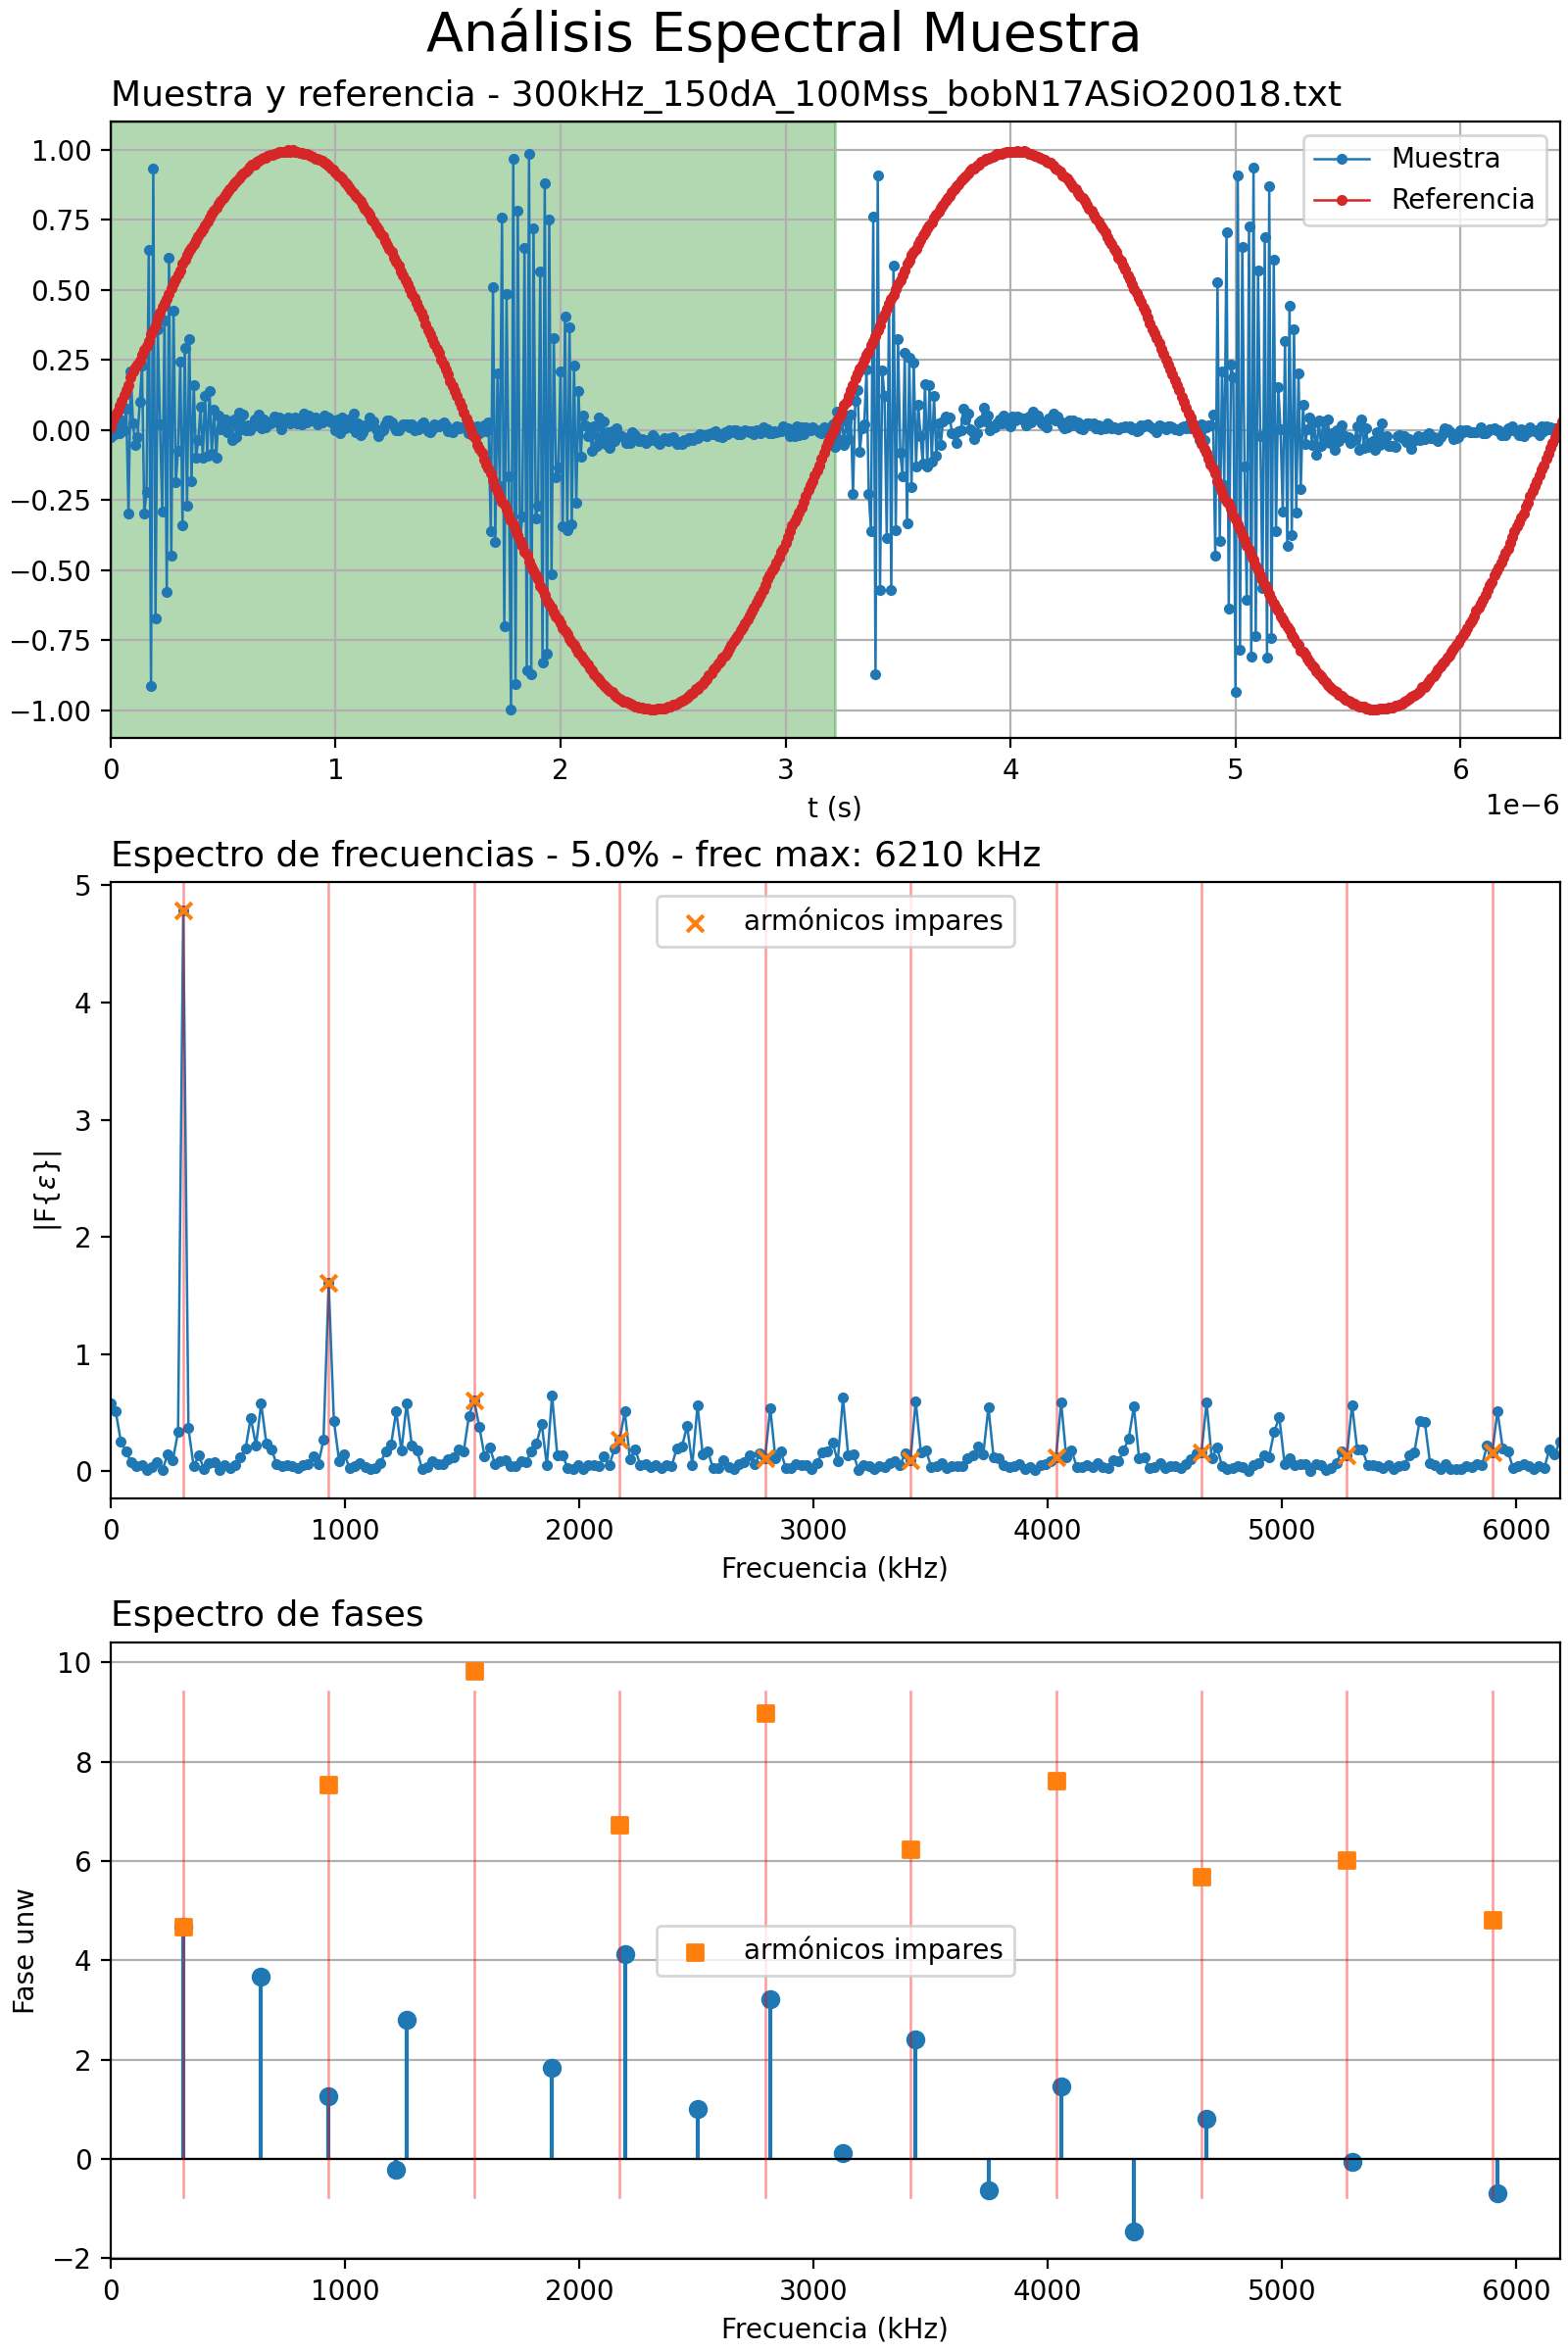 Análisis Espectral Muestra
Muestra y referencia - 300kHz_150dA_100Mss_bobN17ASiO20018.txt
1.00
0.75
0.50
0.25
0.00
−0.25
−0.50
−0.75
−1.00
Muestra
Referencia
0 1 2 3 4 5 6
1e−6
t (s)
Espectro de frecuencias - 5.0% - frec max: 6210 kHz
5
4
3
2
1
0
|F{ε}|
armónicos impares
0 1000 2000 3000 4000 5000 6000
Frecuencia (kHz)
Espectro de fases
10
8
6
4
2
0
−2
Fase unw
armónicos impares
0 1000 2000 3000 4000 5000 6000
Frecuencia (kHz)